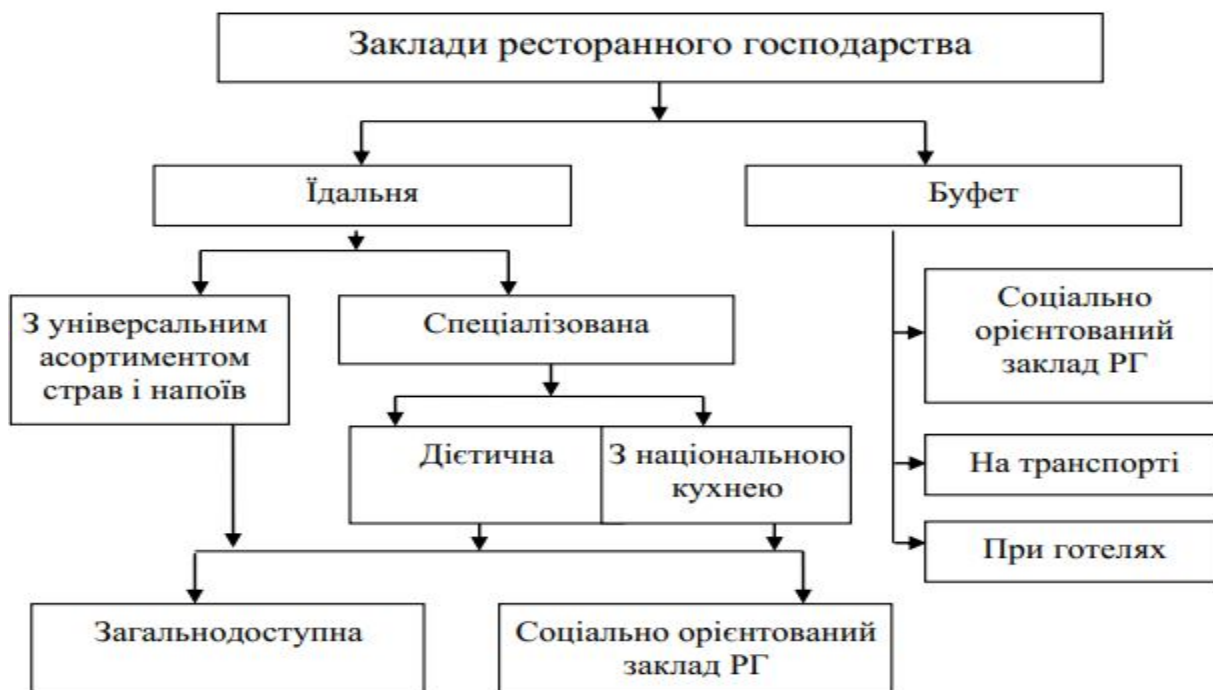 Заклади ресторанного господарства
Їдальня
Буфет
З універсальним
асортиментом
страв і напоїв
Спеціалізована
Соціально
орієнтований
заклад РГ
Дієтична
З національною
кухнею
На транспорті
При готелях
Загальнодоступна
Соціально орієнтований
заклад РГ